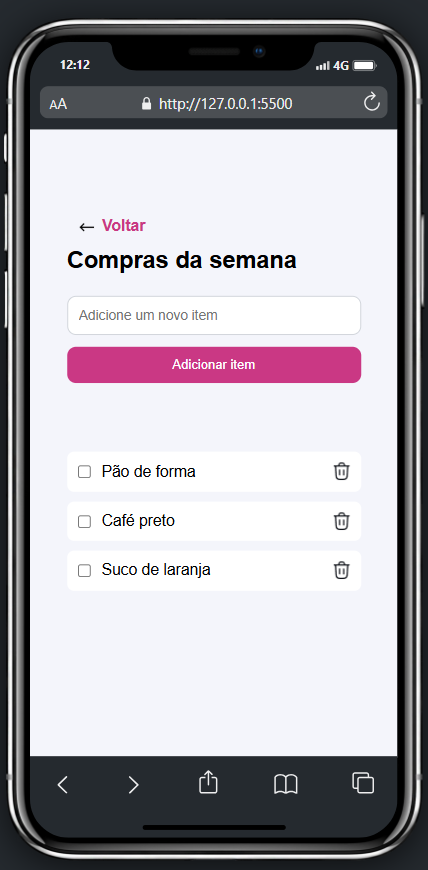 12:12
4G
AA
http://127.0.0.1:5500
← Voltar
Compras da semana
Adicione um novo item
Adicionar item
Pão de forma
Café preto
Suco de laranja